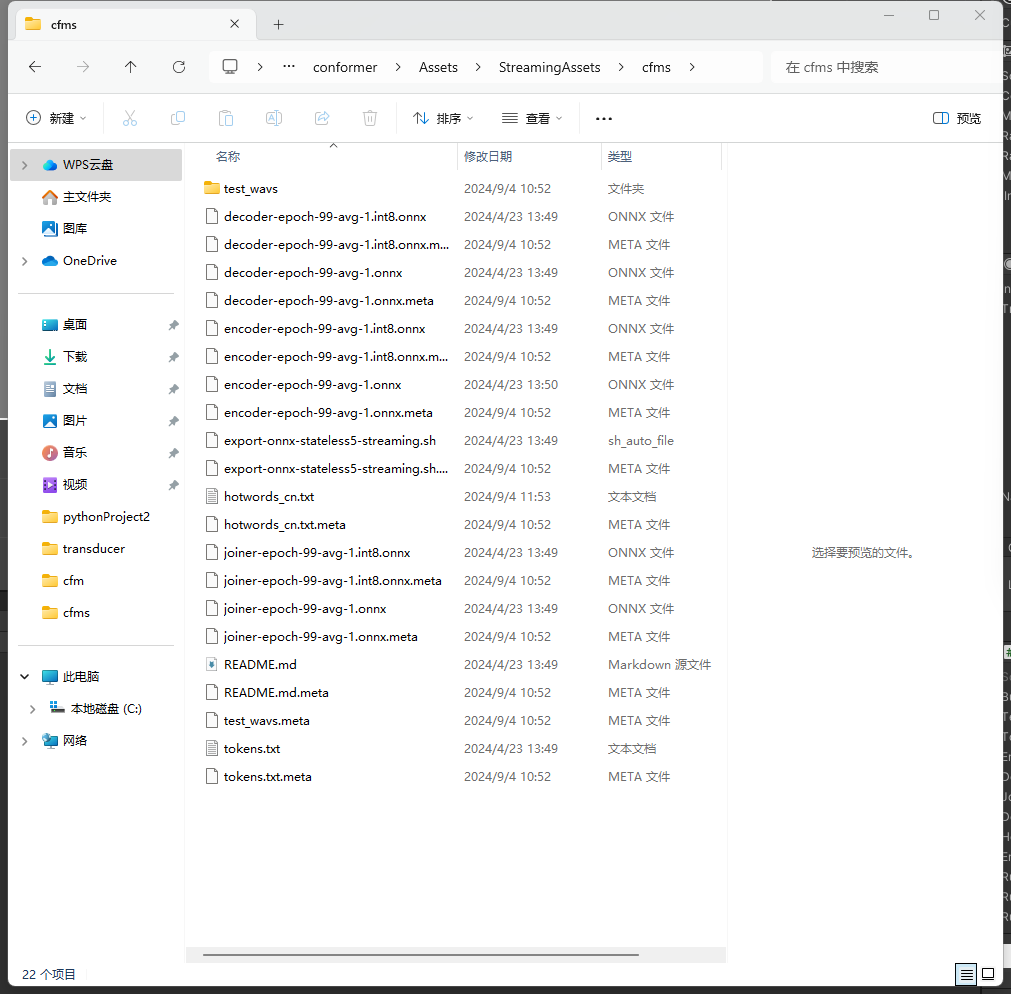 cfms
conformer Assets StreamingAssets cfms
在 cfms 中搜索
新建 排序 查看 预览
WPS云盘
主文件夹
图库
OneDrive
桌面
下载
文档
图片
音乐
视频
pythonProject2
transducer
cfm
cfms
此电脑
本地磁盘 (C:)
网络
名称 修改日期 类型
test_wavs 2024/9/4 10:52 文件夹
decoder-epoch-99-avg-1.int8.onnx 2024/4/23 13:49 ONNX 文件
decoder-epoch-99-avg-1.int8.onnx.m... 2024/9/4 10:52 META 文件
decoder-epoch-99-avg-1.onnx 2024/4/23 13:49 ONNX 文件
decoder-epoch-99-avg-1.onnx.meta 2024/9/4 10:52 META 文件
encoder-epoch-99-avg-1.int8.onnx 2024/4/23 13:49 ONNX 文件
encoder-epoch-99-avg-1.int8.onnx.m... 2024/9/4 10:52 META 文件
encoder-epoch-99-avg-1.onnx 2024/4/23 13:50 ONNX 文件
encoder-epoch-99-avg-1.onnx.meta 2024/9/4 10:52 META 文件
export-onnx-stateless5-streaming.sh 2024/4/23 13:49 sh_auto_file
export-onnx-stateless5-streaming.sh.... 2024/9/4 10:52 META 文件
hotwords_cn.txt 2024/9/4 11:53 文本文档
hotwords_cn.txt.meta 2024/9/4 10:52 META 文件
joiner-epoch-99-avg-1.int8.onnx 2024/4/23 13:49 ONNX 文件
joiner-epoch-99-avg-1.int8.onnx.meta 2024/9/4 10:52 META 文件
joiner-epoch-99-avg-1.onnx 2024/4/23 13:49 ONNX 文件
joiner-epoch-99-avg-1.onnx.meta 2024/9/4 10:52 META 文件
README.md 2024/4/23 13:49 Markdown 源文件
README.md.meta 2024/9/4 10:52 META 文件
test_wavs.meta 2024/9/4 10:52 META 文件
tokens.txt 2024/4/23 13:49 文本文档
tokens.txt.meta 2024/9/4 10:52 META 文件
选择要预览的文件。
22 个项目